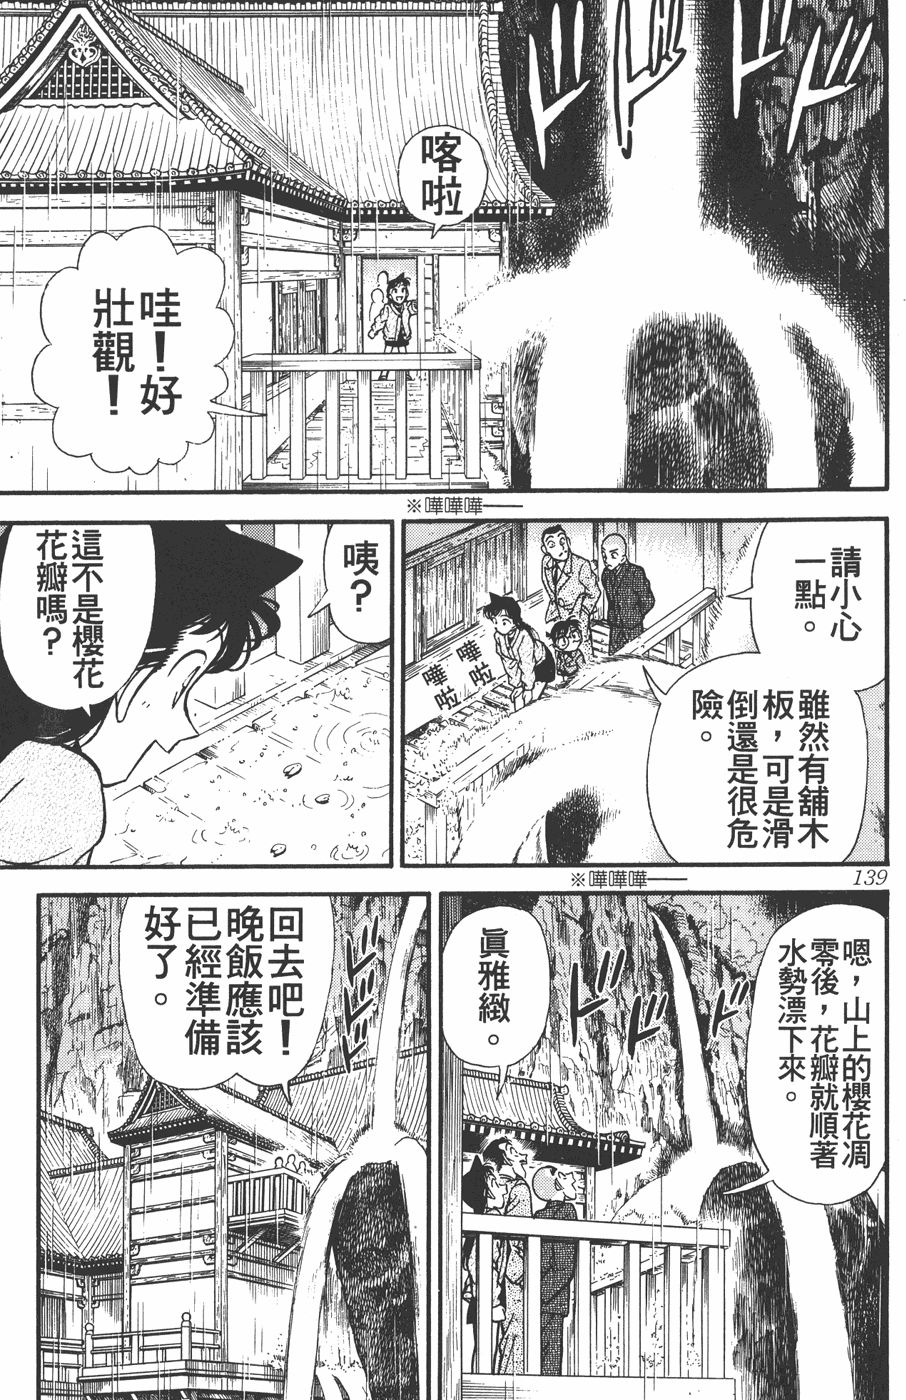 ドドドド
喀
啦
哇！好
壯觀！
※嘩嘩嘩——
請小心
一點。
雖然有舖木
板，可是滑
倒還是很危
險。
嘩啦
嘩啦
咦？
這不是櫻花
花瓣嗎？
139
※嘩嘩嘩——
嗯，山上的櫻花凋
零後，花瓣就順著
水勢漂下來。
眞雅緻。
ドドドド
回去吧！
晚飯應該
已經準備
好了。